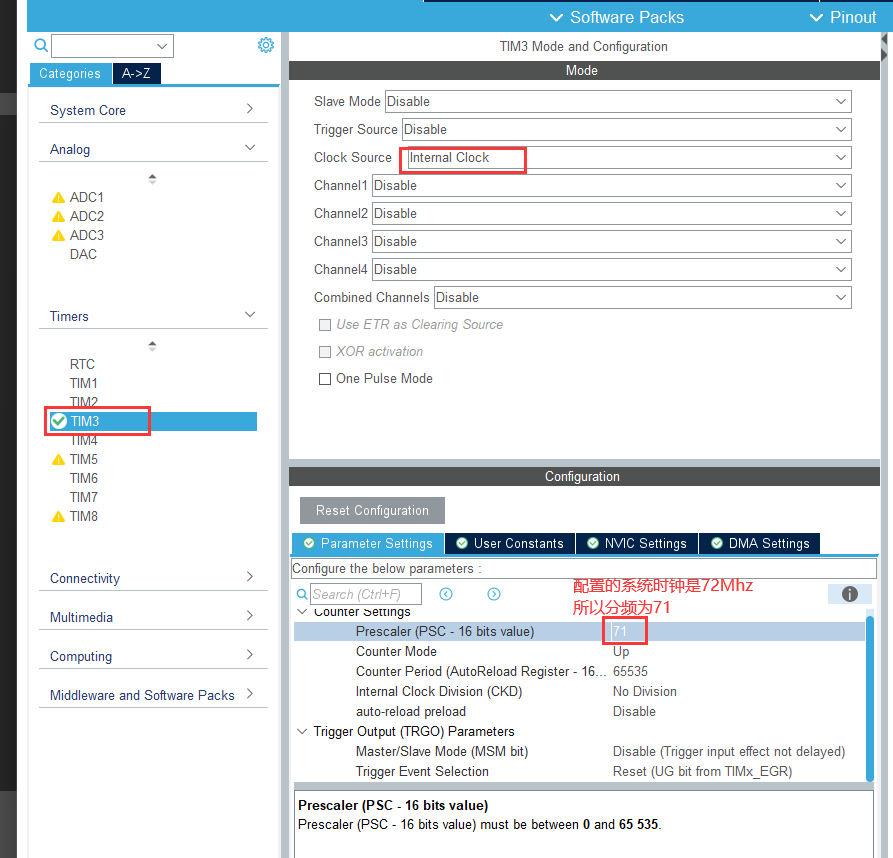 Software Packs
Pinout
TIM3 Mode and Configuration
Categories
A->Z
Mode
System Core
Analog
ADC1
ADC2
ADC3
DAC
Timers
RTC
TIM1
TIM2
TIM3
TIM4
TIM5
TIM6
TIM7
TIM8
Connectivity
Multimedia
Computing
Middleware and Software Packs
Slave Mode Disable
Trigger Source Disable
Clock Source Internal Clock
Channel1 Disable
Channel2 Disable
Channel3 Disable
Channel4 Disable
Combined Channels Disable
Use ETR as Clearing Source
XOR activation
One Pulse Mode
Configuration
Reset Configuration
Parameter Settings
User Constants
NVIC Settings
DMA Settings
Configure the below parameters :
Search (Ctrl+F)
配置的系统时钟是72Mhz
所以分频为71
Counter Settings
Prescaler (PSC - 16 bits value) 71
Counter Mode Up
Counter Period (AutoReload Register - 16... 65535
Internal Clock Division (CKD) No Division
auto-reload preload Disable
Trigger Output (TRGO) Parameters
Master/Slave Mode (MSM bit) Disable (Trigger input effect not delayed)
Trigger Event Selection Reset (UG bit from TIMx_EGR)
Prescaler (PSC - 16 bits value)
Prescaler (PSC - 16 bits value) must be between 0 and 65 535.